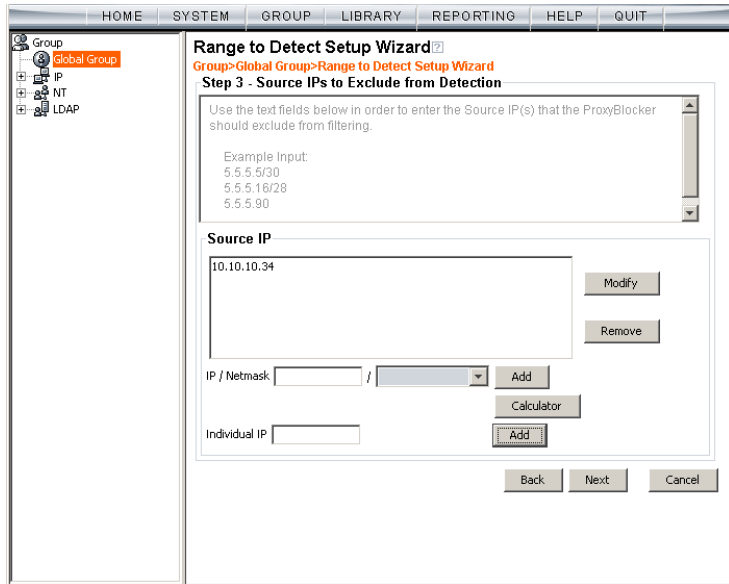 HOME SYSTEM GROUP LIBRARY REPORTING HELP QUIT
Group
Global Group
IP
NT
LDAP
Range to Detect Setup Wizard ?
Group>Global Group>Range to Detect Setup Wizard
Step 3 - Source IPs to Exclude from Detection
Use the text fields below in order to enter the Source IP(s) that the ProxyBlocker
should exclude from filtering.
Example Input:
5.5.5.5/30
5.5.5.16/28
5.5.5.90
Source IP
10.10.10.34
Modify
Remove
IP / Netmask / Add
Calculator
Individual IP Add
Back Next Cancel